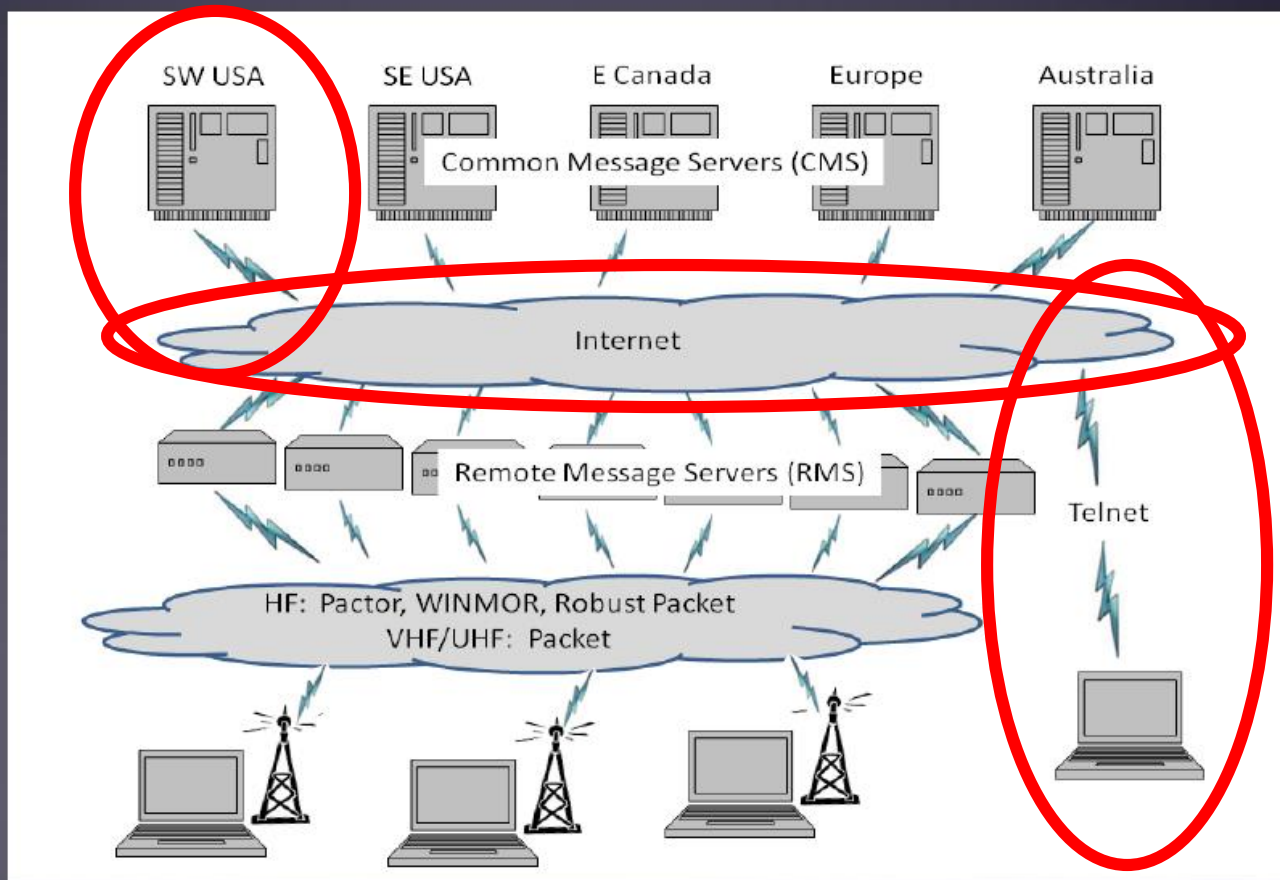 SW USA
SE USA
E Canada
Europe
Australia
Common Message Servers (CMS)
Internet
Remote Message Servers (RMS)
Telnet
HF: Pactor, WINMOR, Robust Packet
VHF/UHF: Packet